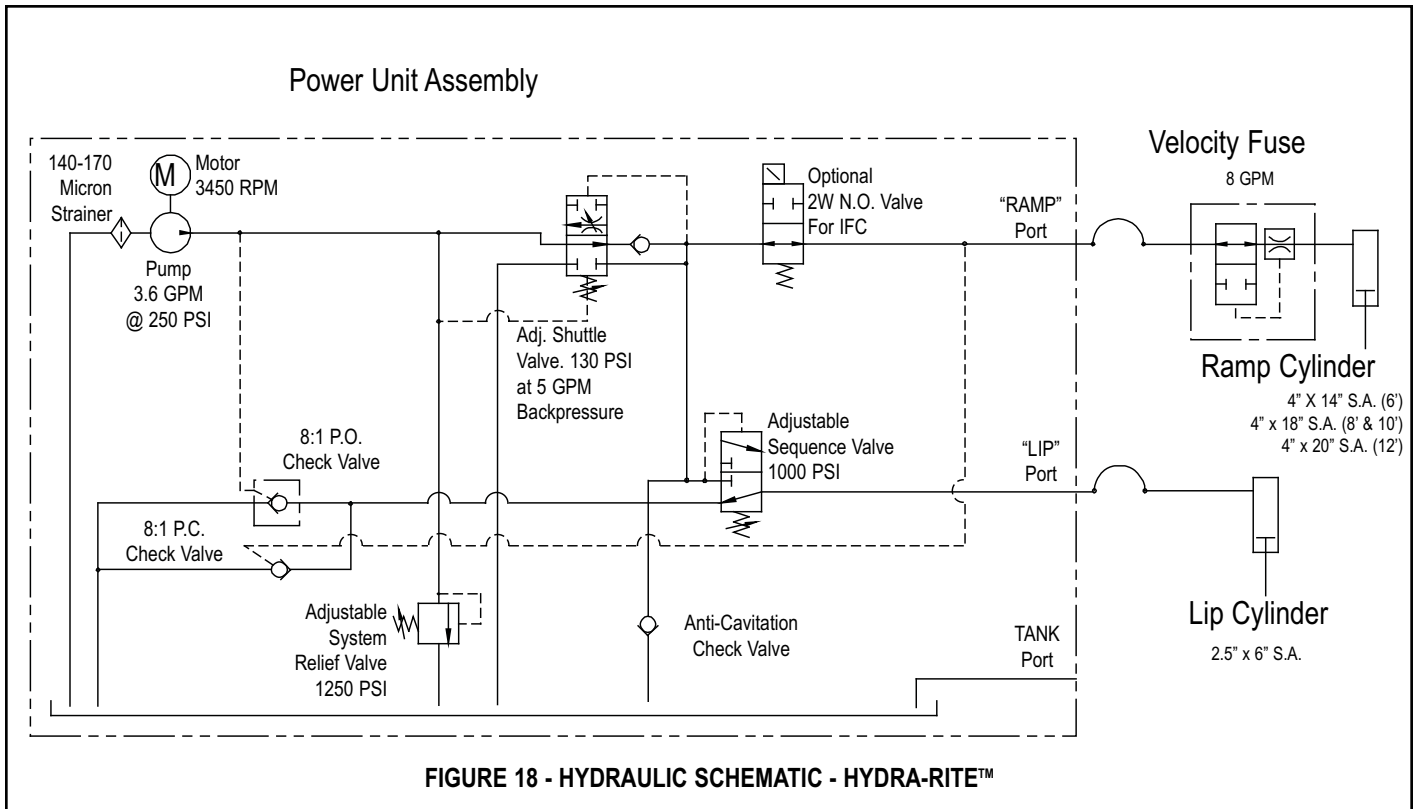 Power Unit Assembly
140-170
Micron
Strainer
M
Motor
3450 RPM
Pump
3.6 GPM
@ 250 PSI
Adj. Shuttle
Valve. 130 PSI
at 5 GPM
Backpressure
Optional
2W N.O. Valve
For IFC
"RAMP"
Port
Velocity Fuse
8 GPM
Ramp Cylinder
4" X 14" S.A. (6')
4" x 18" S.A. (8' & 10')
4" x 20" S.A. (12')
8:1 P.O.
Check Valve
8:1 P.C.
Check Valve
Adjustable
Sequence Valve
1000 PSI
"LIP"
Port
Adjustable
System
Relief Valve
1250 PSI
Anti-Cavitation
Check Valve
TANK
Port
Lip Cylinder
2.5" x 6" S.A.
FIGURE 18 - HYDRAULIC SCHEMATIC - HYDRA-RITE™